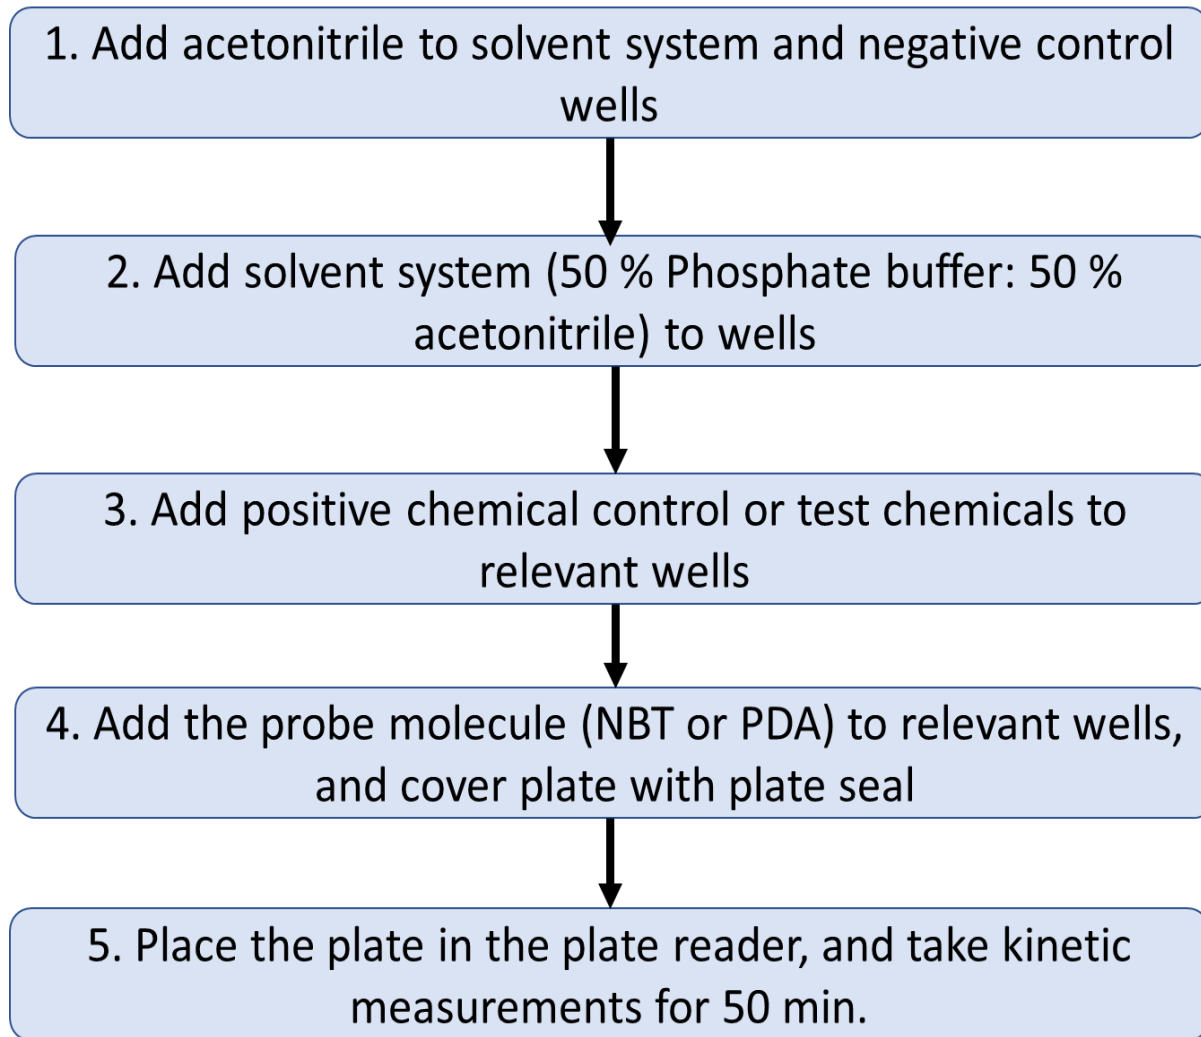 1. Add acetonitrile to solvent system and negative control
wells
2. Add solvent system (50 % Phosphate buffer: 50 %
acetonitrile) to wells
3. Add positive chemical control or test chemicals to
relevant wells
4. Add the probe molecule (NBT or PDA) to relevant wells,
and cover plate with plate seal
5. Place the plate in the plate reader, and take kinetic
measurements for 50 min.